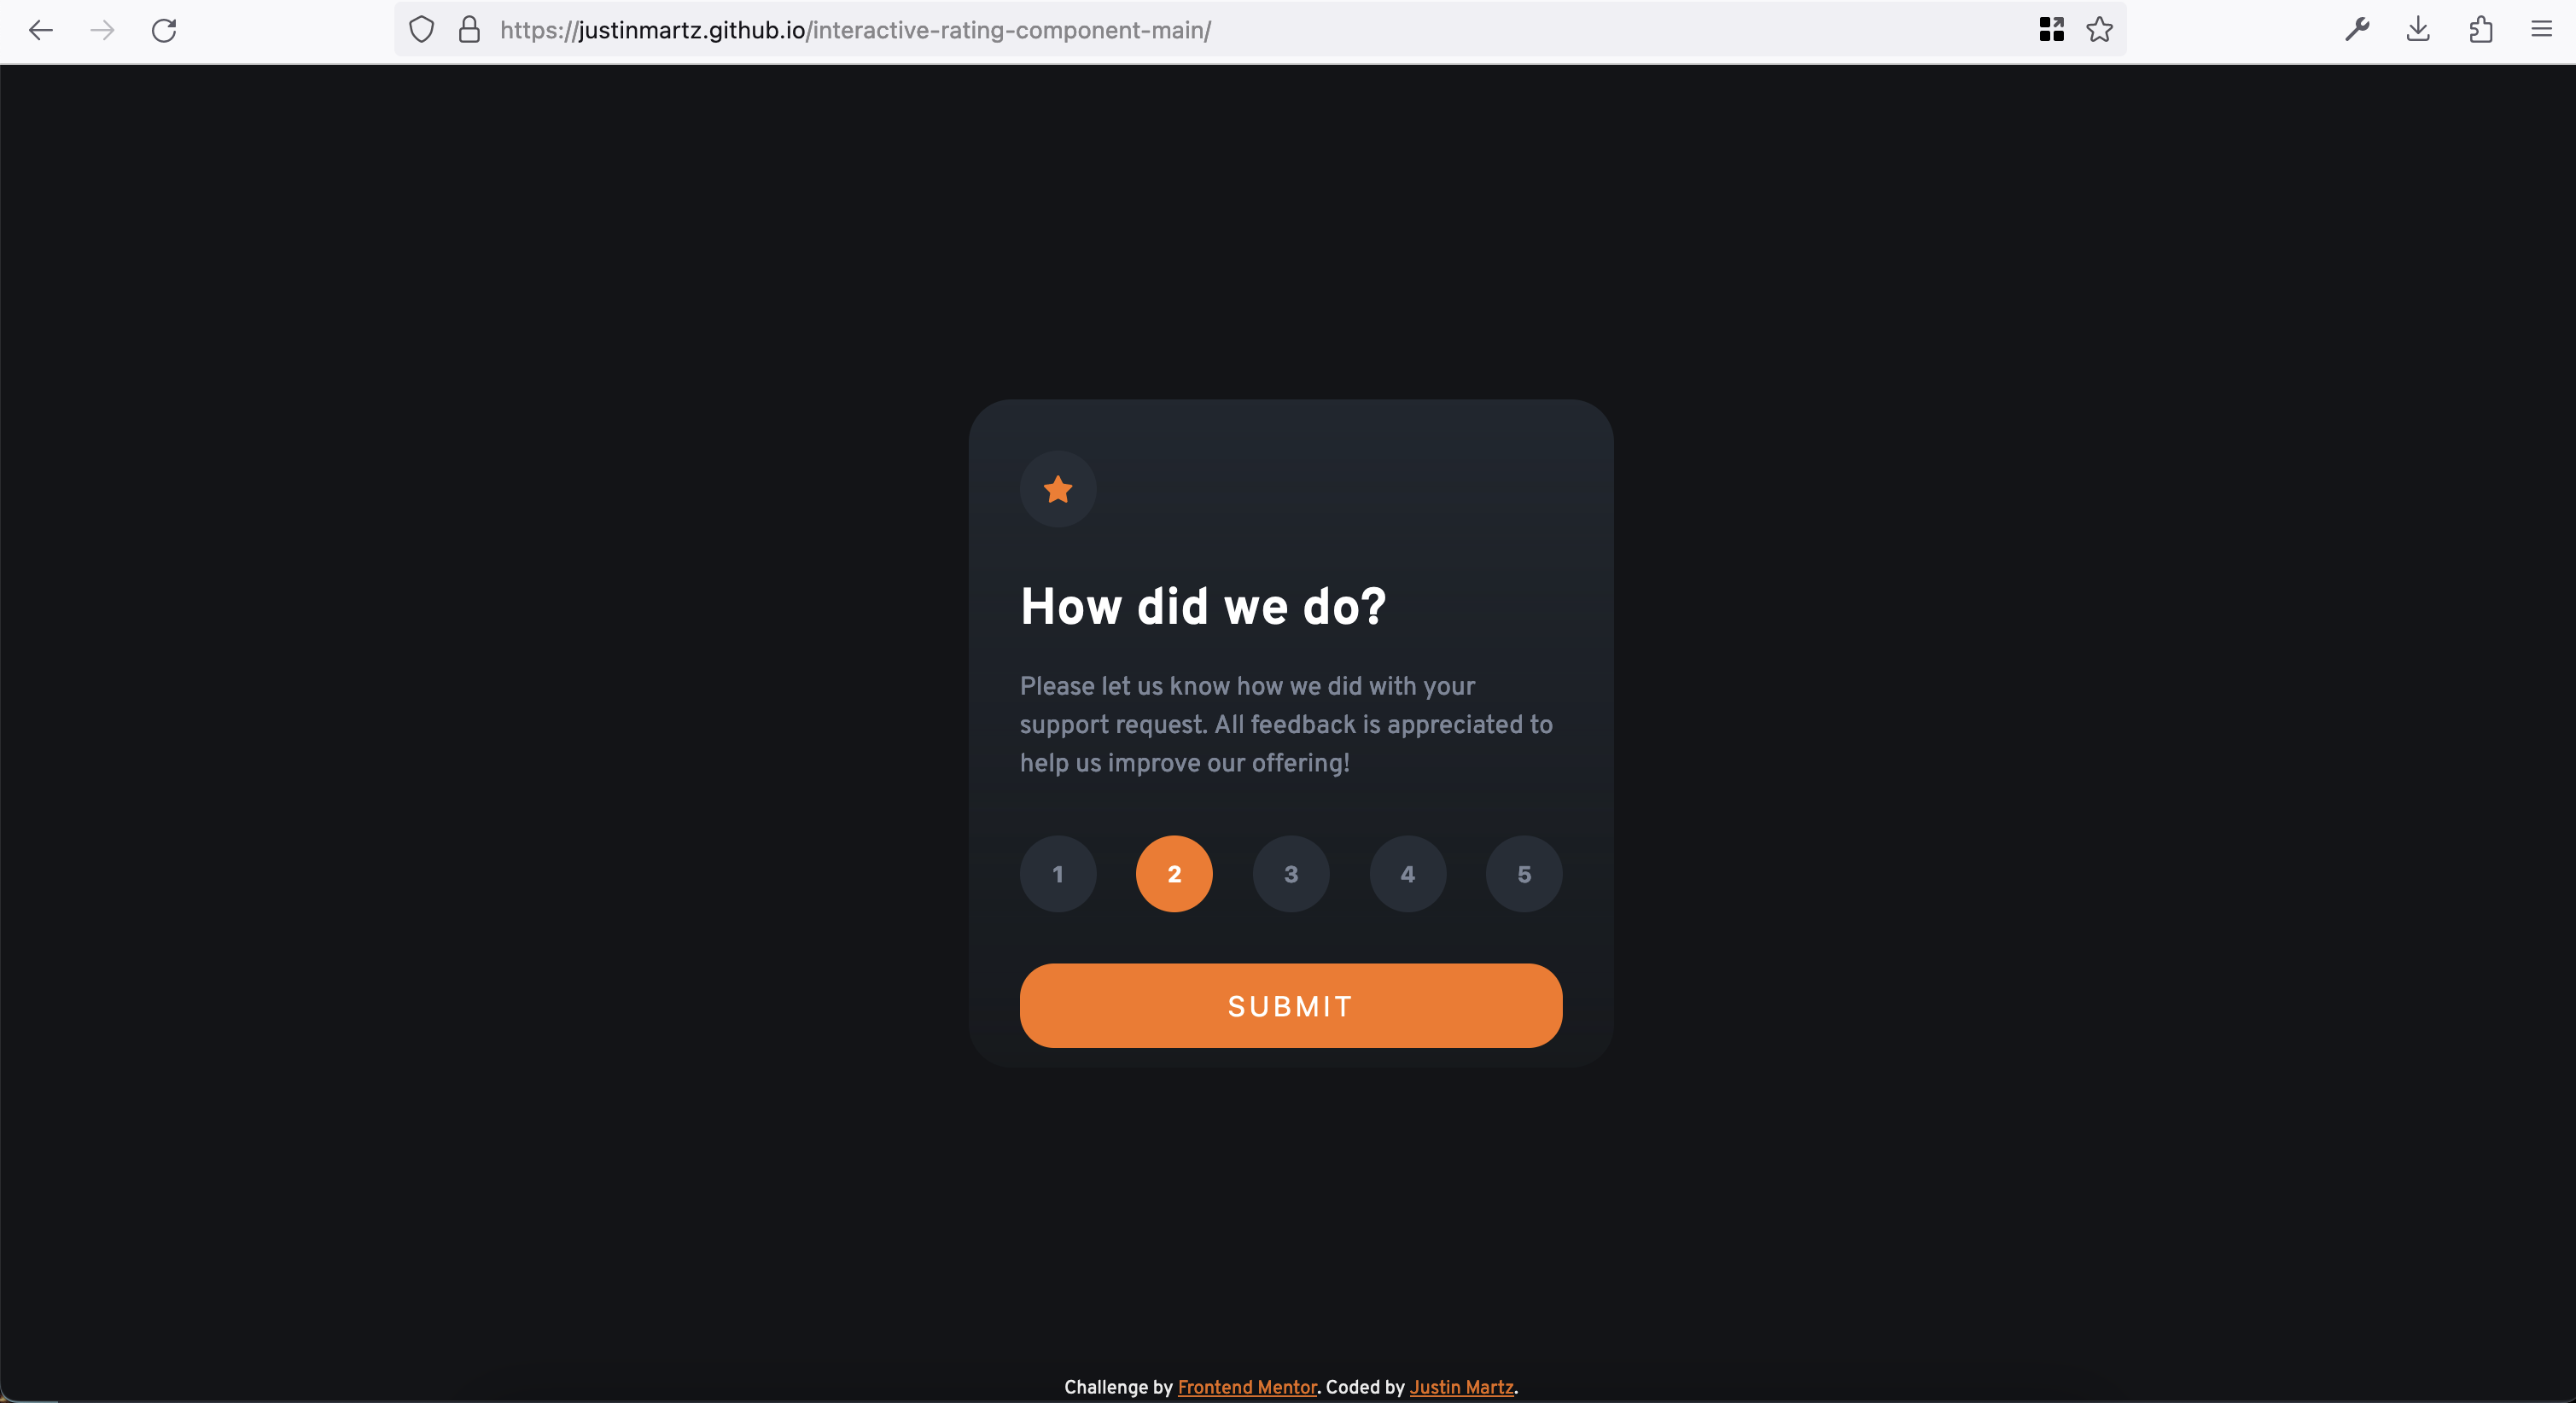 https://justinmartz.github.io/interactive-rating-component-main/
How did we do?
Please let us know how we did with your
support request. All feedback is appreciated to
help us improve our offering!
1 2 3 4 5
SUBMIT
Challenge by Frontend Mentor. Coded by Justin Martz.